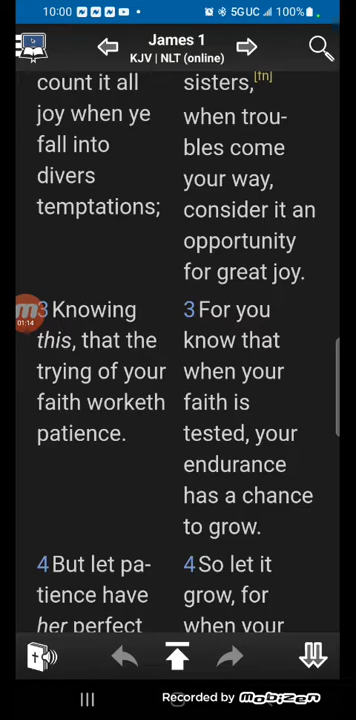 10:00
5GUC
100%
James 1
KJV | NLT (online)
count it all
joy when ye
fall into
divers
temptations;
3 Knowing
this, that the
trying of your
faith worketh
patience.
4 But let pa-
tience have
her perfect
sisters,[fn]
when trou-
bles come
your way,
consider it an
opportunity
for great joy.
3 For you
know that
when your
faith is
tested, your
endurance
has a chance
to grow.
4 So let it
grow, for
when your
01:14
Recorded by mobizen